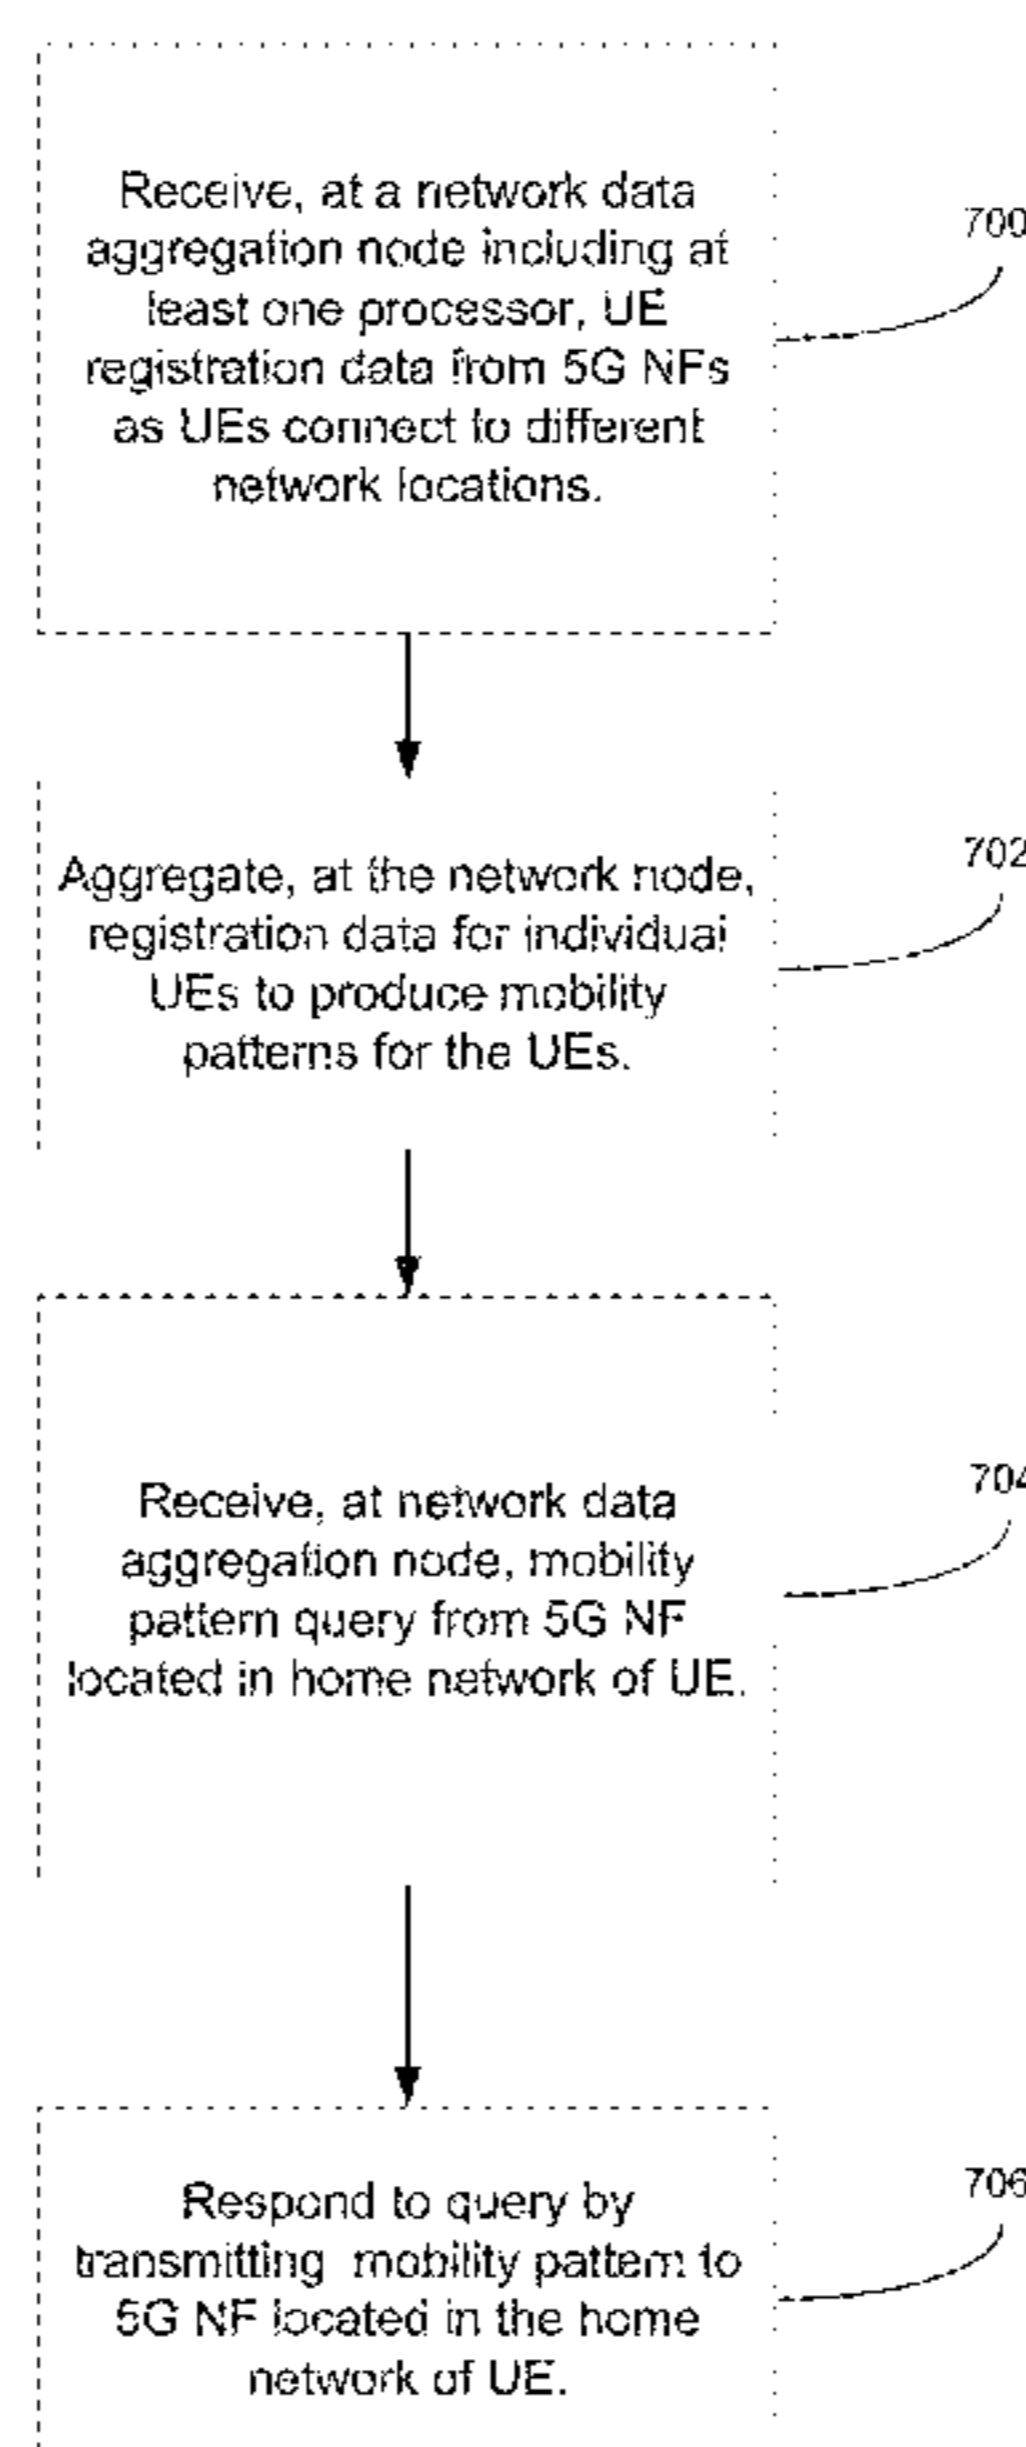 Receive, at a network data
aggregation node including at
least one processor, UE
registration data from 5G NFs
as UEs connect to different
network locations.
700
Aggregate, at the network node,
registration data for individual
UEs to produce mobility
patterns for the UEs.
702
Receive, at network data
aggregation node, mobility
pattern query from 5G NF
located in home network of UE.
704
Respond to query by
transmitting mobility pattern to
5G NF located in the home
network of UE.
706